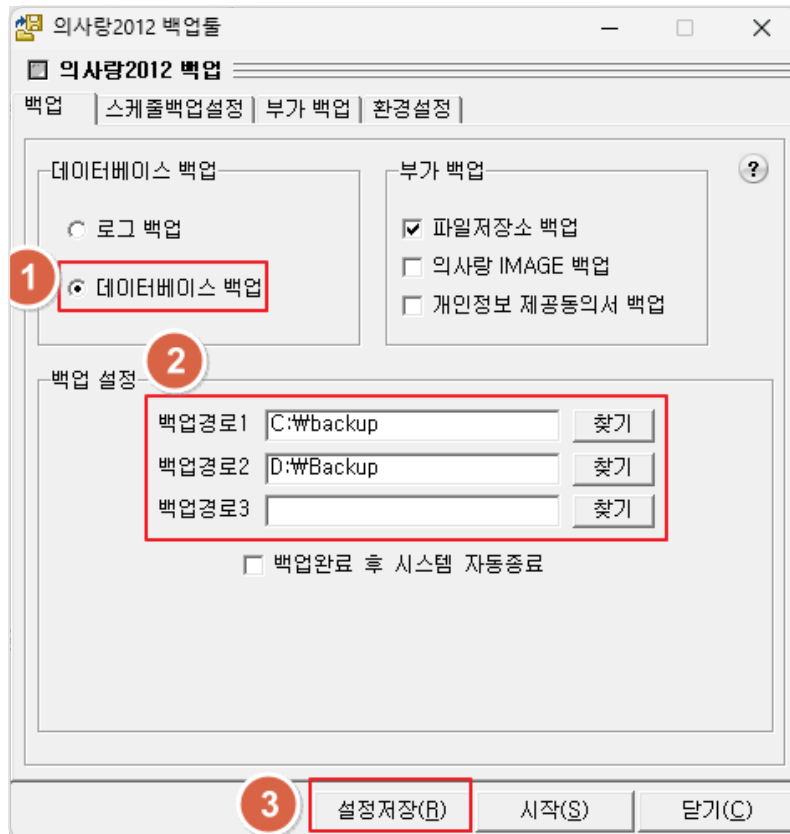 의사랑2012 백업툴
의사랑2012 백업
백업 스케줄백업설정 부가 백업 환경설정
데이터베이스 백업
로그 백업
1
데이터베이스 백업
부가 백업
?
파일저장소 백업
의사랑 IMAGE 백업
개인정보 제공동의서 백업
2
백업 설정
백업경로1 C:₩backup 찾기
백업경로2 D:₩Backup 찾기
백업경로3 찾기
백업완료 후 시스템 자동종료
3
설정저장(R) 시작(S) 닫기(C)